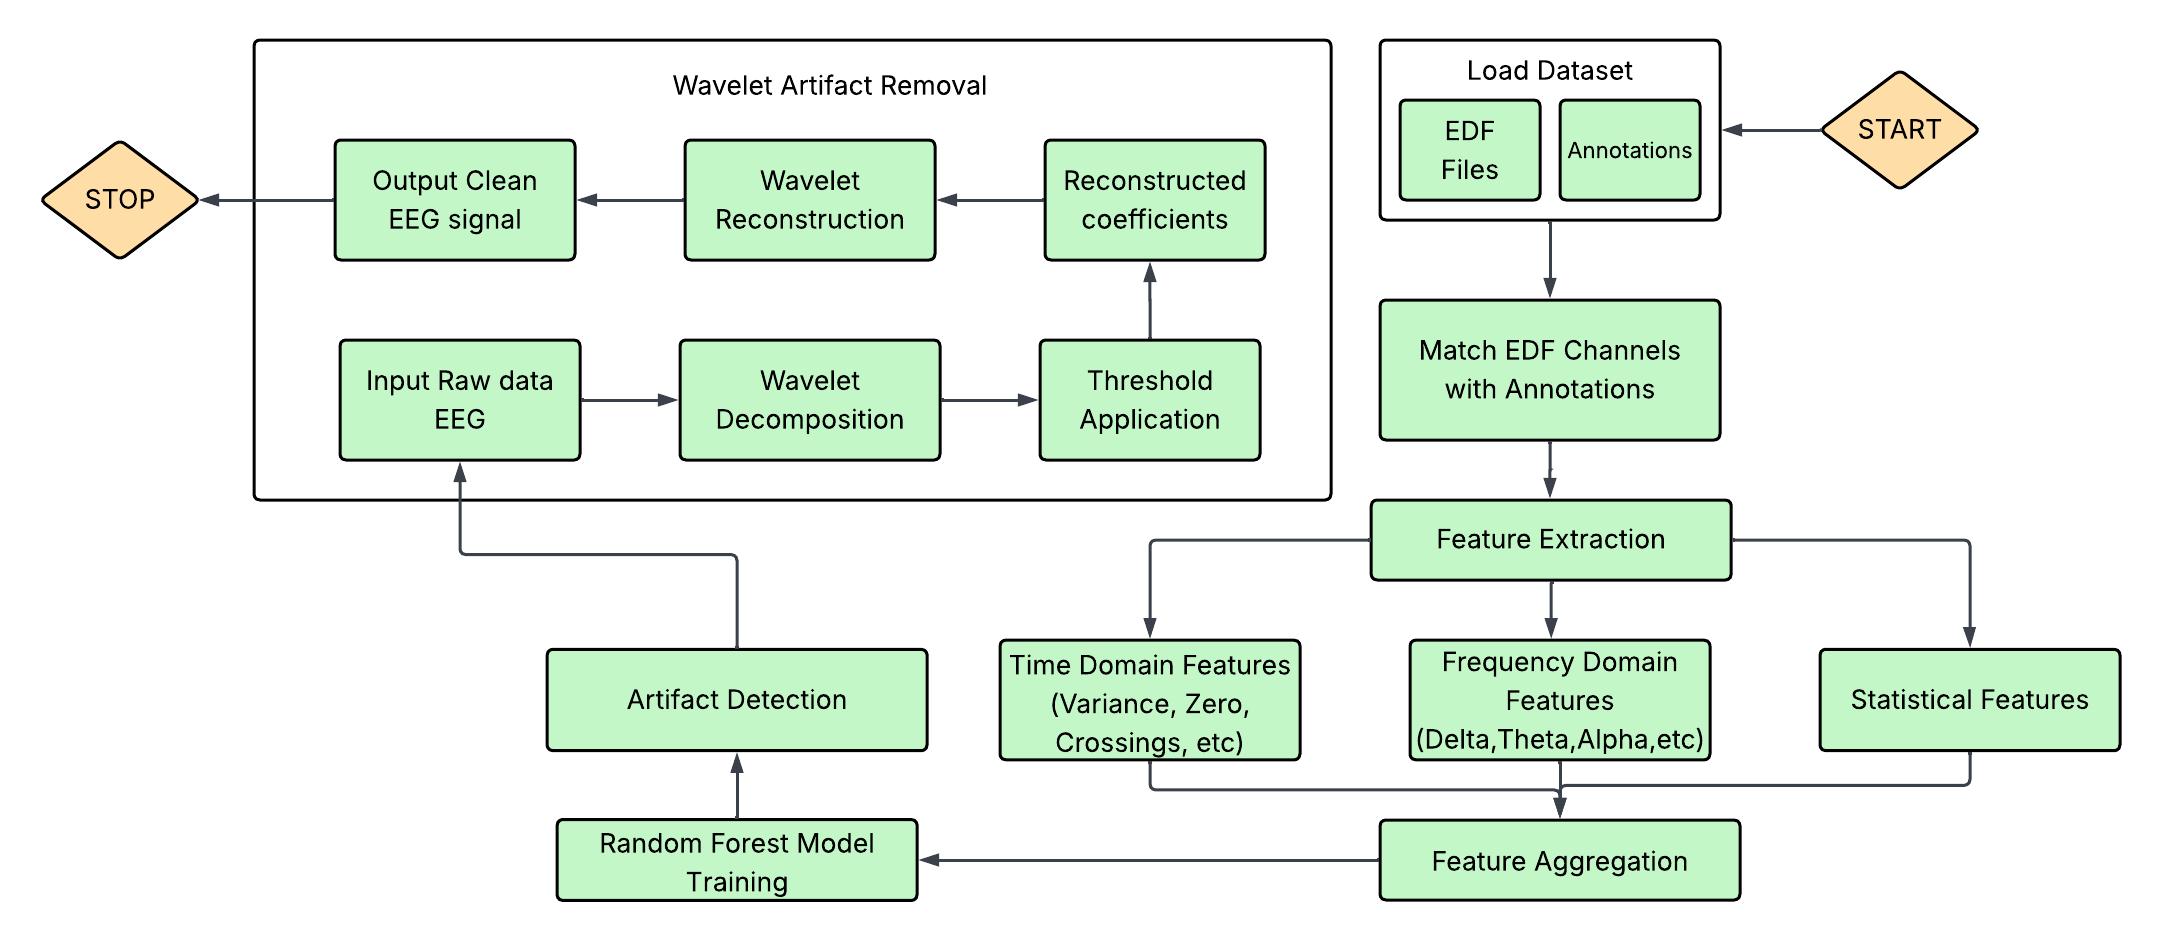 START
Load Dataset
EDF
Files
Annotations
Match EDF Channels
with Annotations
Feature Extraction
Time Domain Features
(Variance, Zero,
Crossings, etc)
Frequency Domain
Features
(Delta,Theta,Alpha,etc)
Statistical Features
Feature Aggregation
Random Forest Model
Training
Artifact Detection
Wavelet Artifact Removal
Input Raw data
EEG
Wavelet
Decomposition
Threshold
Application
Reconstructed
coefficients
Wavelet
Reconstruction
Output Clean
EEG signal
STOP